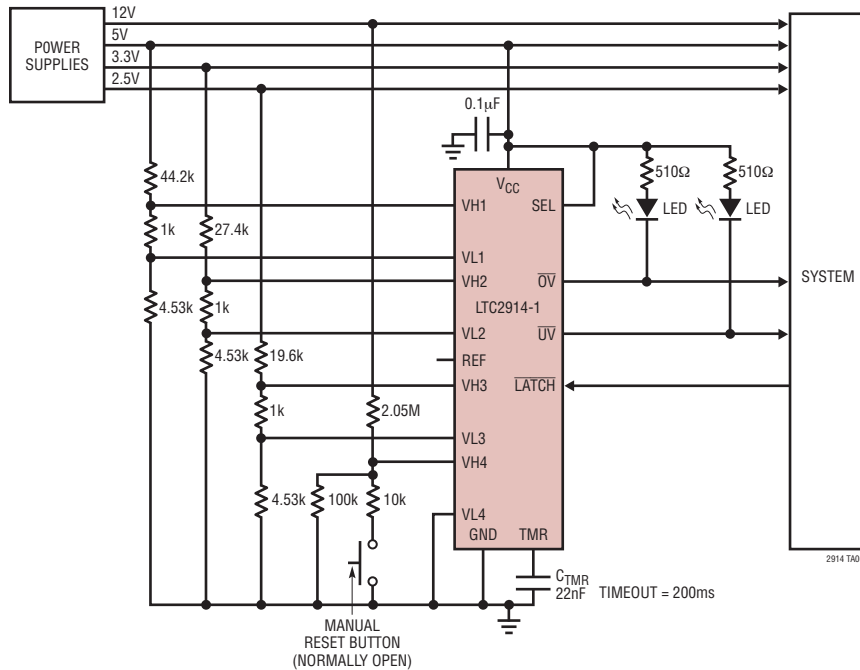 12V
5V
3.3V
2.5V
POWER
SUPPLIES
0.1µF
44.2k
1k
4.53k
27.4k
1k
4.53k
19.6k
1k
4.53k
2.05M
100k
10k
VCC
SEL
VH1
VL1
VH2
OV
LTC2914-1
VL2
UV
REF
VH3
LATCH
VL3
VH4
VL4
GND
TMR
510Ω
LED
510Ω
LED
SYSTEM
CTMR
22nF
TIMEOUT = 200ms
MANUAL
RESET BUTTON
(NORMALLY OPEN)
2914 TA0